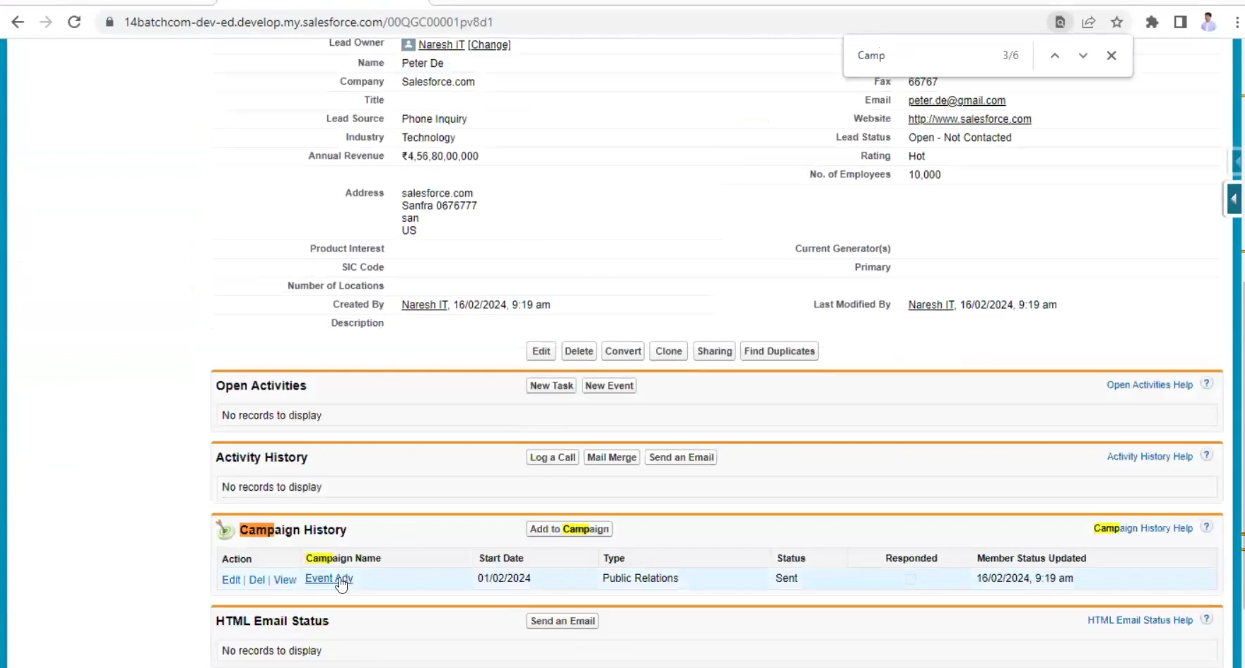 14batchcom-dev-ed.develop.my.salesforce.com/00QGC00001pv8d1
Camp 3/6
Lead Owner Naresh IT [Change]
Name Peter De
Company Salesforce.com Fax 66767
Title Email peter.de@gmail.com
Lead Source Phone Inquiry Website http://www.salesforce.com
Industry Technology Lead Status Open - Not Contacted
Annual Revenue ₹4,56,80,00,000 Rating Hot
No. of Employees 10,000
Address salesforce.com
Sanfra 0676777
san
US
Product Interest Current Generator(s)
SIC Code Primary
Number of Locations
Created By Naresh IT, 16/02/2024, 9:19 am Last Modified By Naresh IT, 16/02/2024, 9:19 am
Description
Edit Delete Convert Clone Sharing Find Duplicates
Open Activities New Task New Event Open Activities Help ?
No records to display
Activity History Log a Call Mail Merge Send an Email Activity History Help ?
No records to display
Campaign History Add to Campaign Campaign History Help ?
Action Campaign Name Start Date Type Status Responded Member Status Updated
Edit | Del | View Event Adv 01/02/2024 Public Relations Sent 16/02/2024, 9:19 am
HTML Email Status Send an Email HTML Email Status Help ?
No records to display